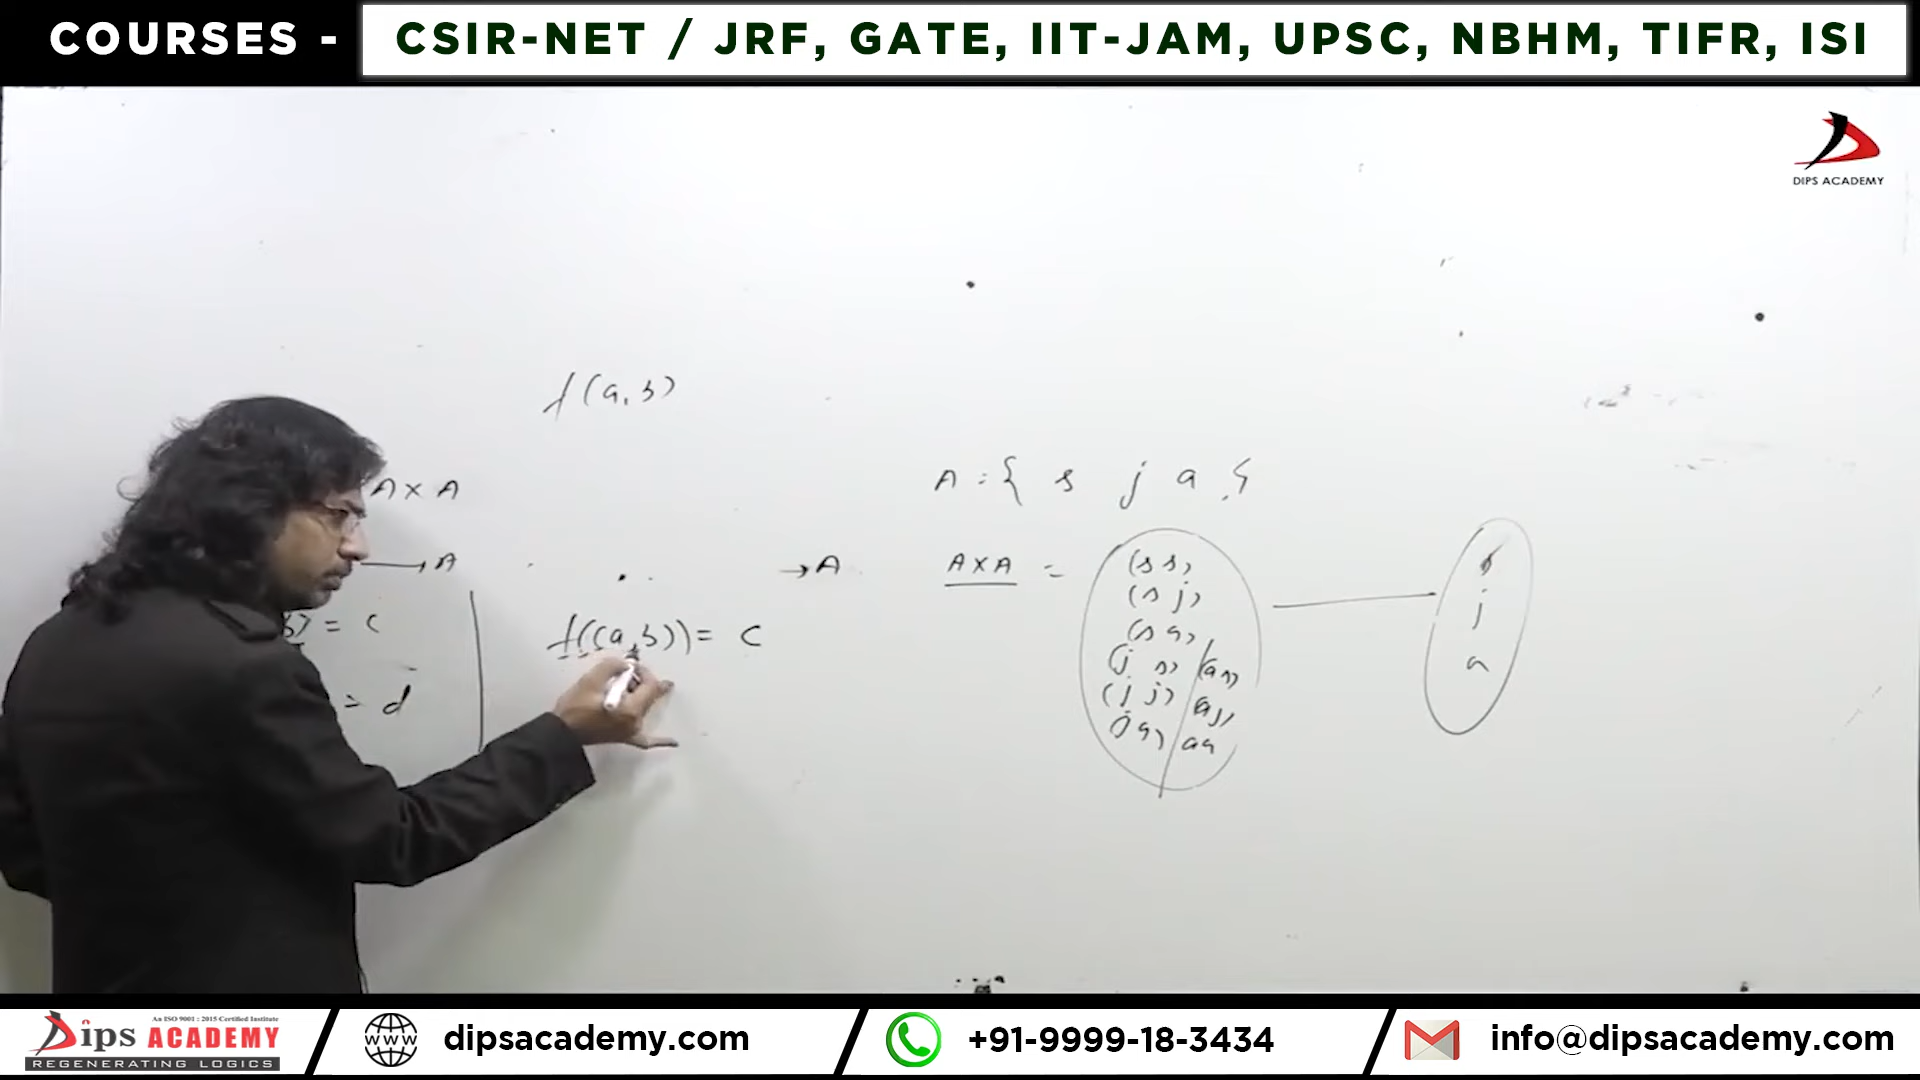 COURSES - CSIR-NET / JRF, GATE, IIT-JAM, UPSC, NBHM, TIFR, ISI
DIPS ACADEMY
f(a, b)
A × A
A = { s j a }
→ A
→ A
A×A =
(s s)
(s j)
(s a)
(j s) (a s)
(j j) a j)
(j a) a a
s
j
a
b) = c
f((a, b)) = c
= d
An ISO 9001 : 2015 Certified Institute
Dips ACADEMY
REGENERATING LOGICS
www
dipsacademy.com
+91-9999-18-3434
info@dipsacademy.com